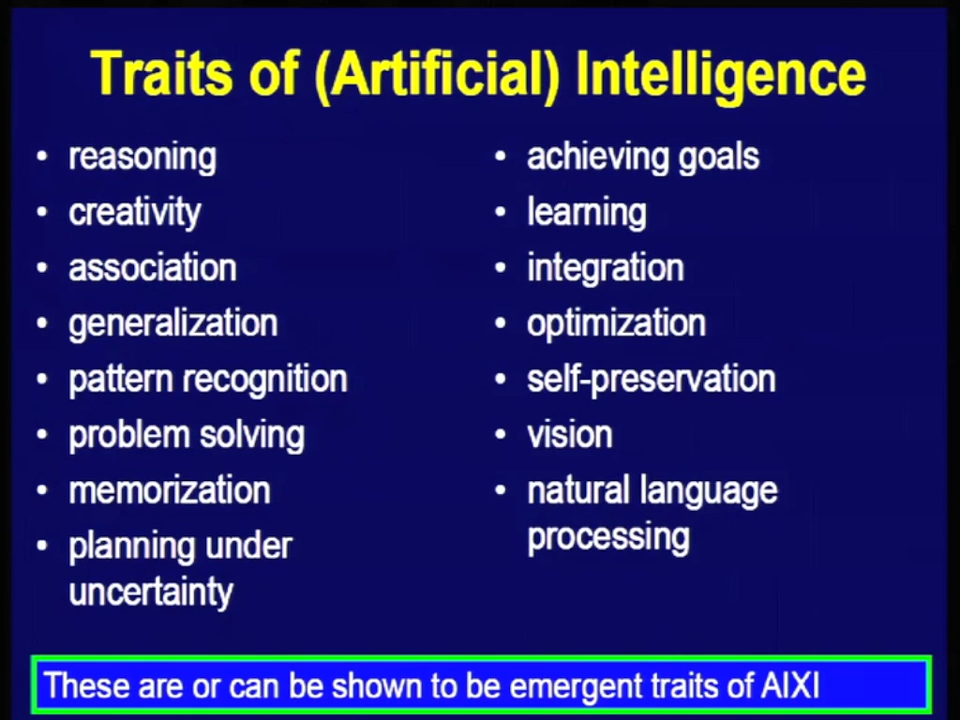 Traits of (Artificial) Intelligence
• reasoning
• creativity
• association
• generalization
• pattern recognition
• problem solving
• memorization
• planning under
uncertainty
• achieving goals
• learning
• integration
• optimization
• self-preservation
• vision
• natural language
processing
These are or can be shown to be emergent traits of AIXI